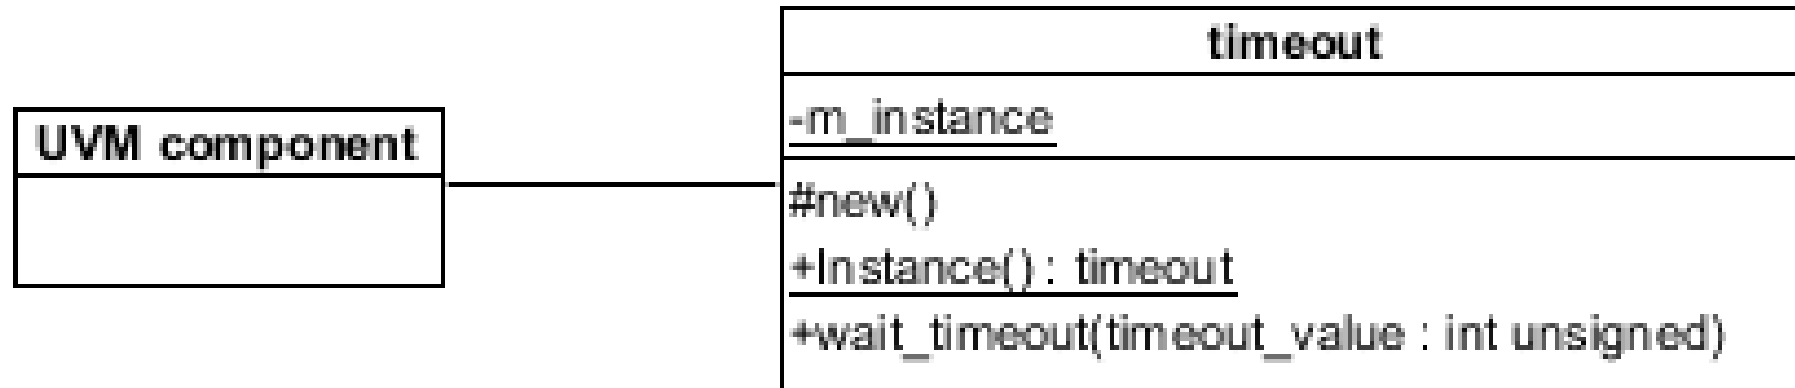 timeout
-m_instance
UVM component
#new()
+Instance() : timeout
+wait_timeout(timeout_value : int unsigned)